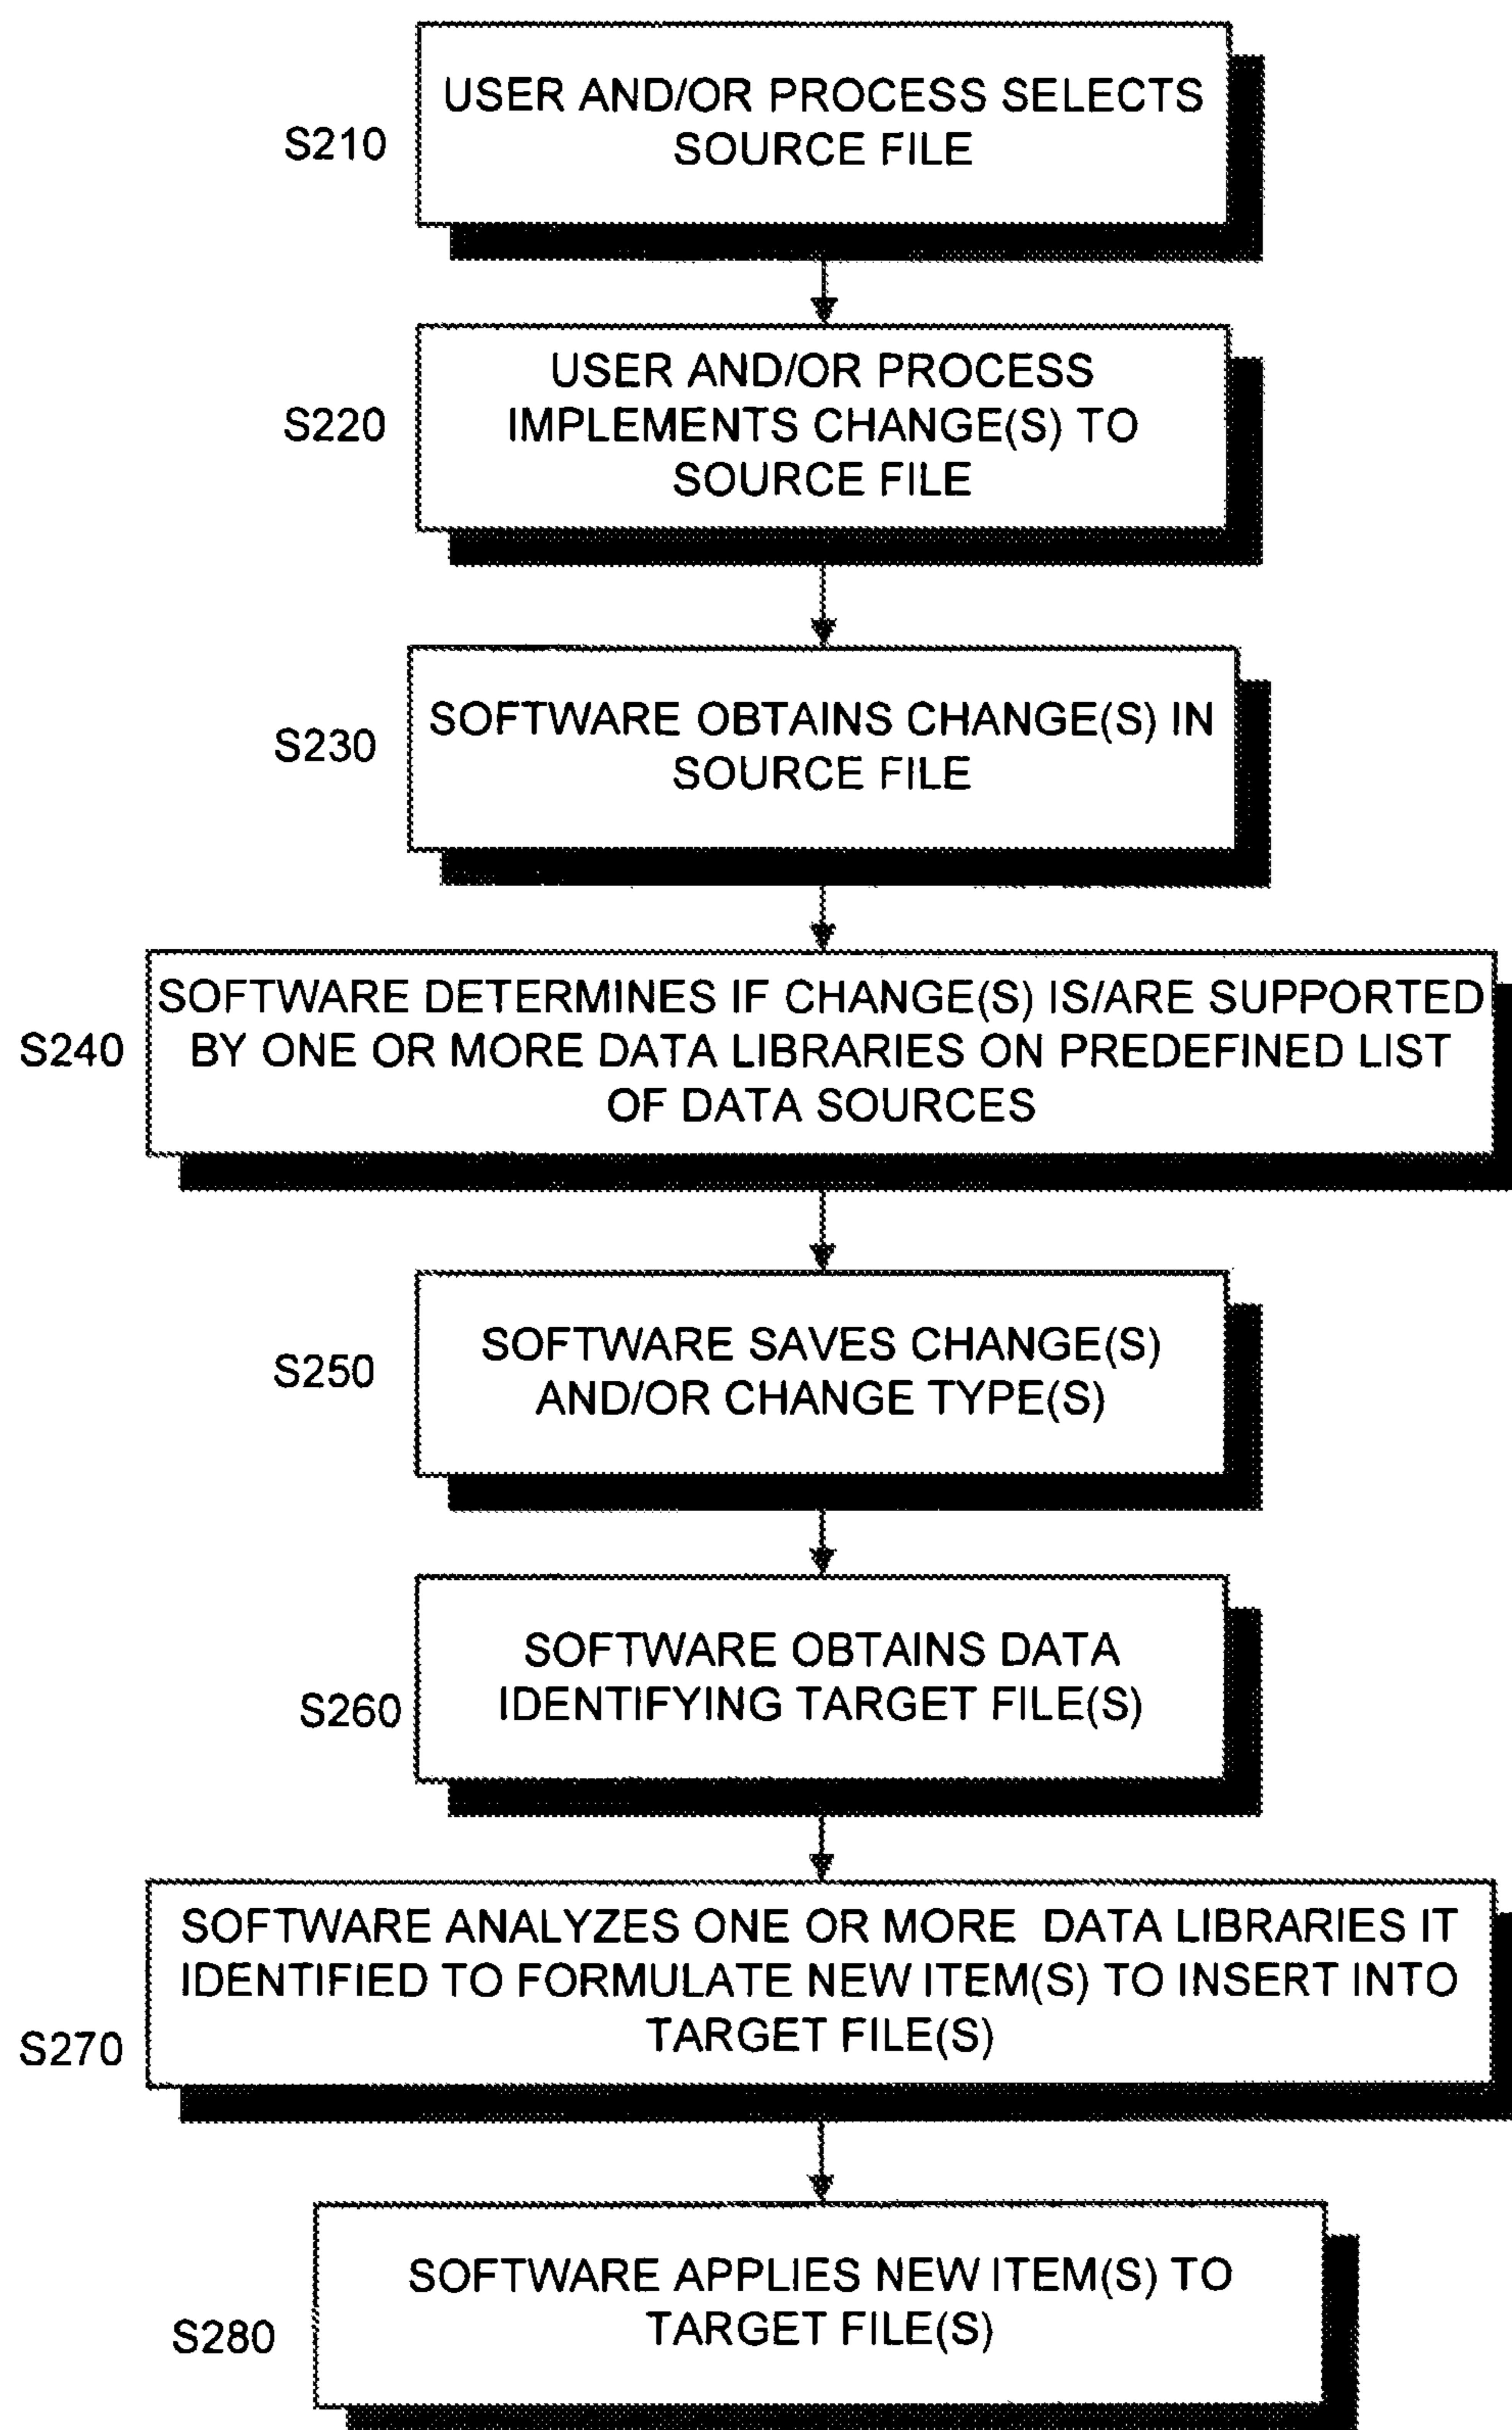 USER AND/OR PROCESS SELECTS
SOURCE FILE
S210
USER AND/OR PROCESS
IMPLEMENTS CHANGE(S) TO
SOURCE FILE
S220
SOFTWARE OBTAINS CHANGE(S) IN
SOURCE FILE
S230
SOFTWARE DETERMINES IF CHANGE(S) IS/ARE SUPPORTED
BY ONE OR MORE DATA LIBRARIES ON PREDEFINED LIST
OF DATA SOURCES
S240
SOFTWARE SAVES CHANGE(S)
AND/OR CHANGE TYPE(S)
S250
SOFTWARE OBTAINS DATA
IDENTIFYING TARGET FILE(S)
S260
SOFTWARE ANALYZES ONE OR MORE DATA LIBRARIES IT
IDENTIFIED TO FORMULATE NEW ITEM(S) TO INSERT INTO
TARGET FILE(S)
S270
SOFTWARE APPLIES NEW ITEM(S) TO
TARGET FILE(S)
S280